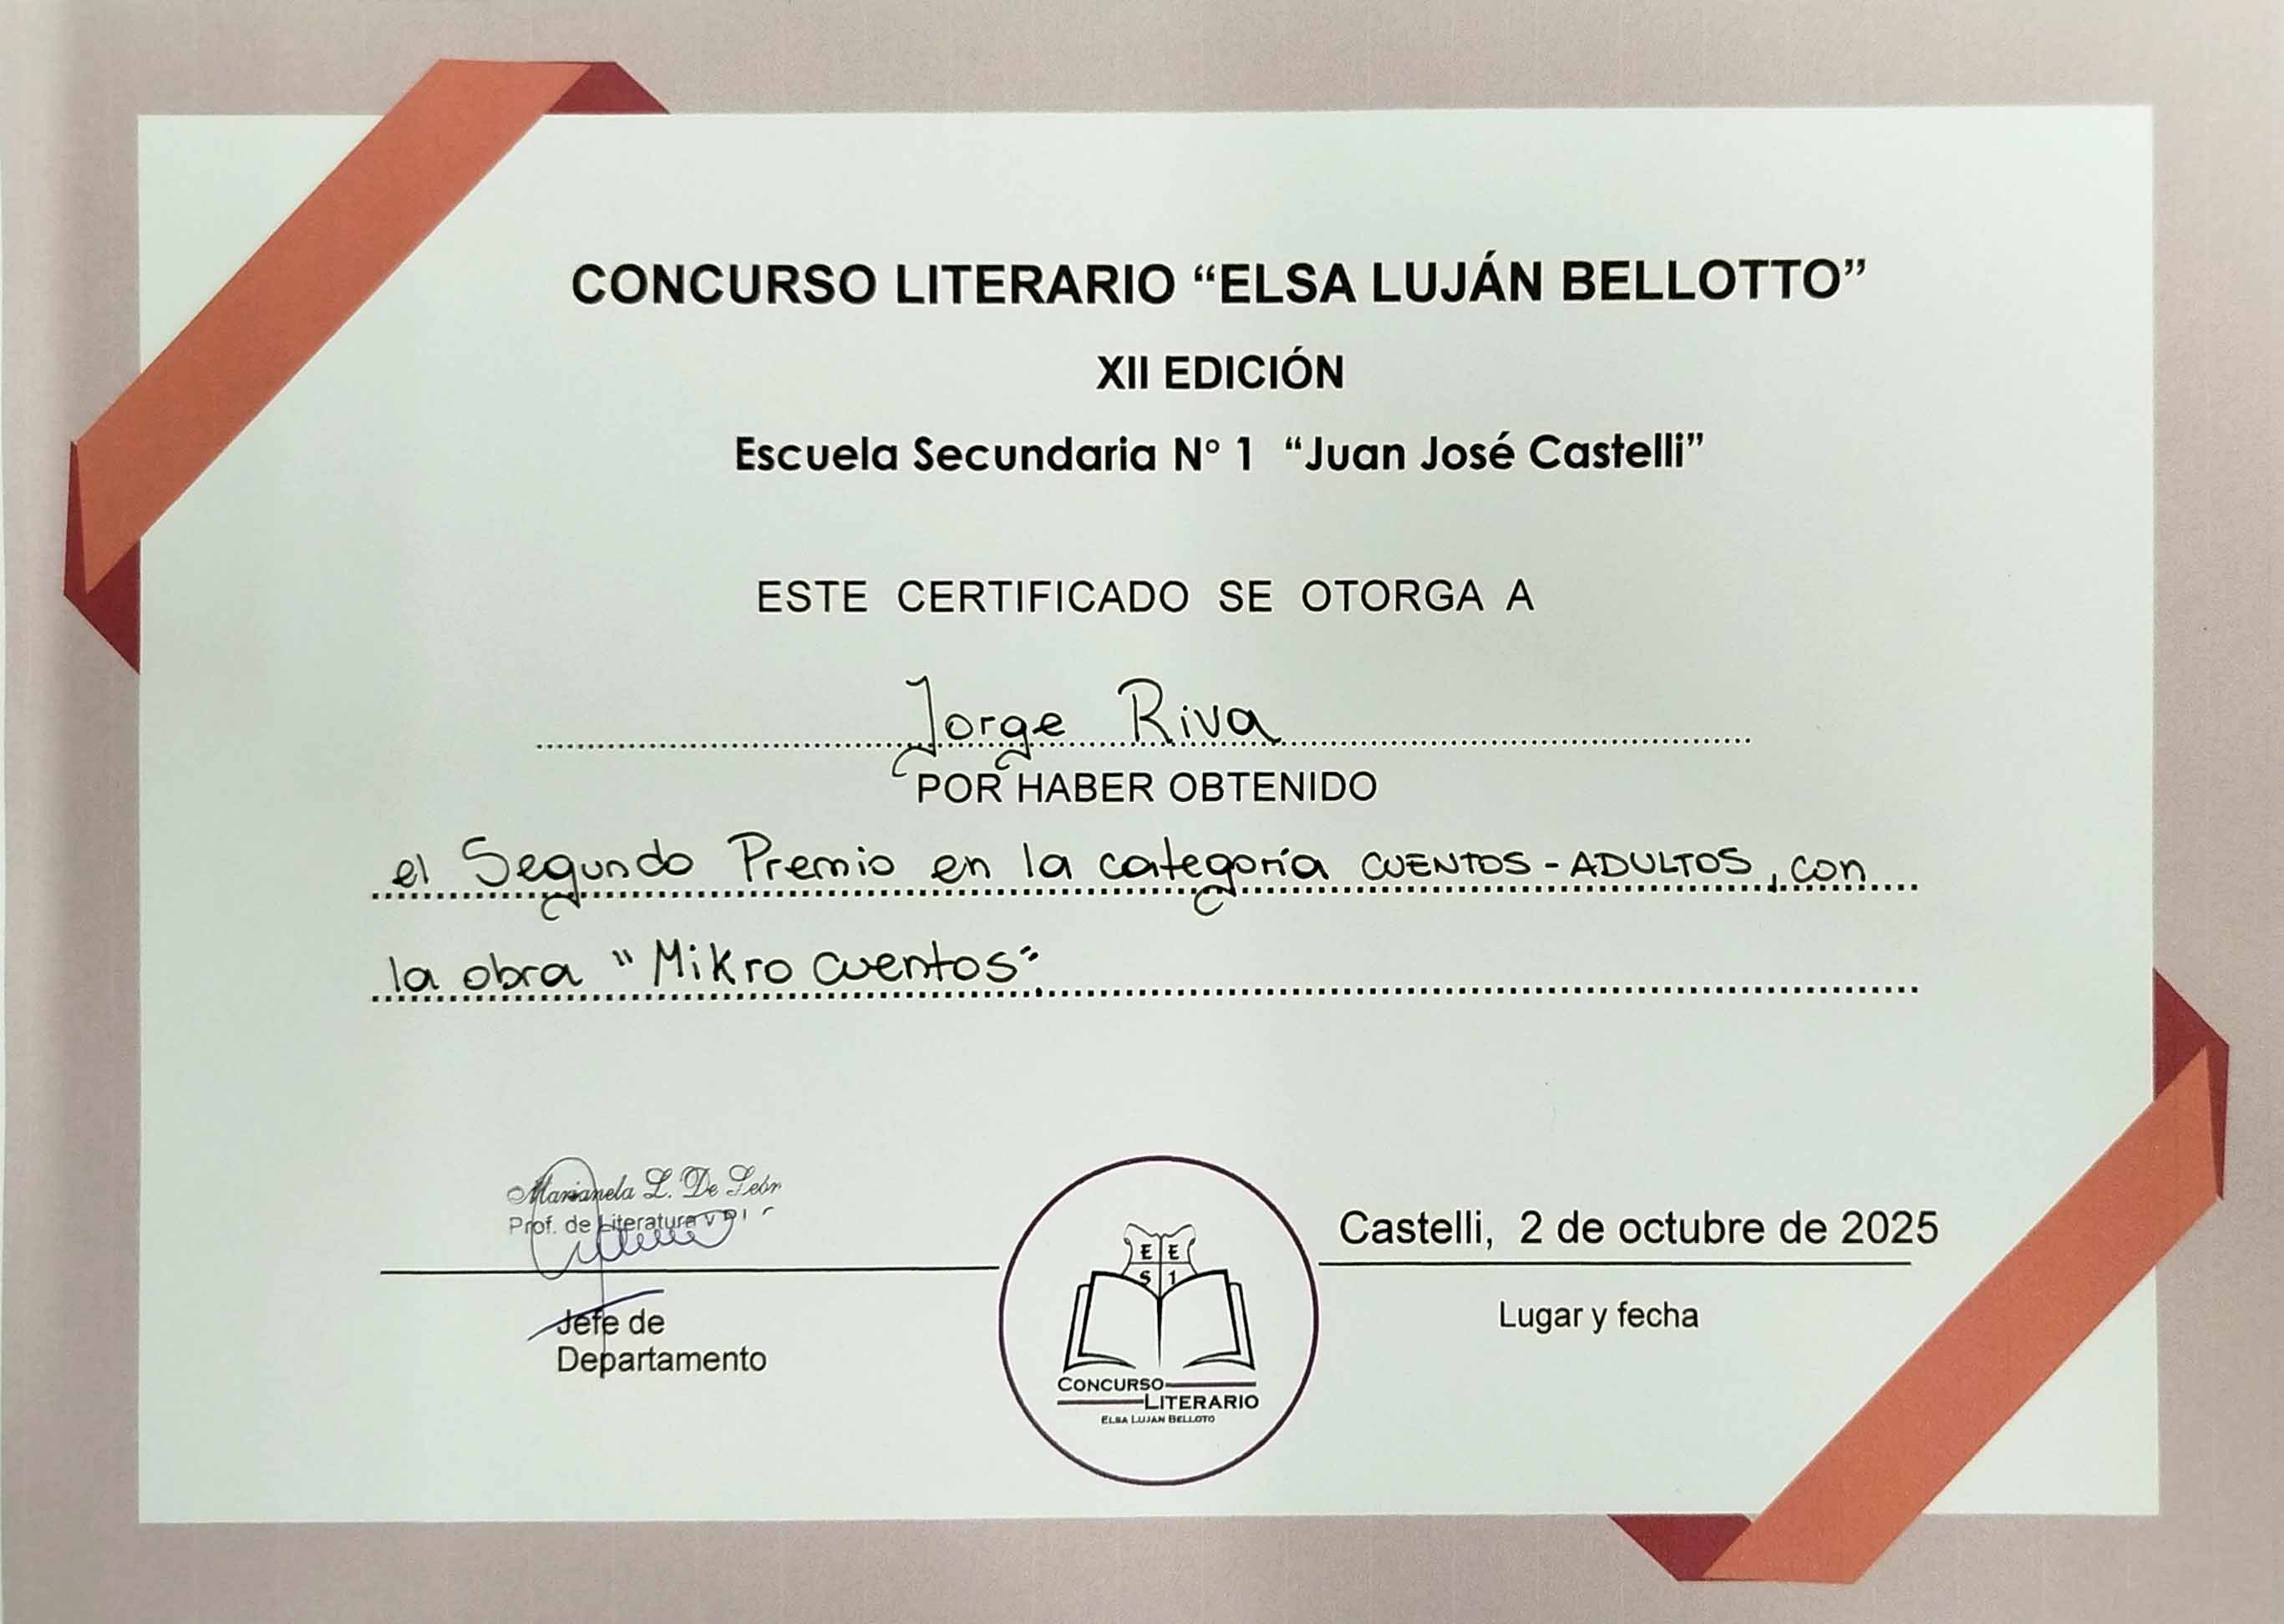 CONCURSO LITERARIO “ELSA LUJÁN BELLOTTO”
XII EDICIÓN
Escuela Secundaria Nº 1 “Juan José Castelli”
ESTE CERTIFICADO SE OTORGA A
Jorge Riva
POR HABER OBTENIDO
el Segundo Premio en la categoría CUENTOS - ADULTOS, con
la obra "Mikro cuentos".
Marianela L. De León
Prof. de Literatura y
Jefe de
Departamento
E E
S 1
CONCURSO
LITERARIO
ELSA LUJAN BELLOTO
Castelli, 2 de octubre de 2025
Lugar y fecha